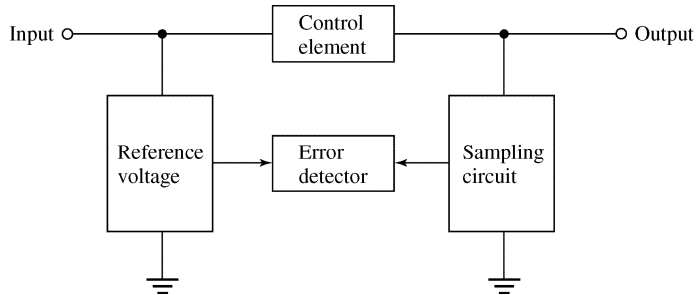 Input
Control
element
Output
Reference
voltage
Error
detector
Sampling
circuit